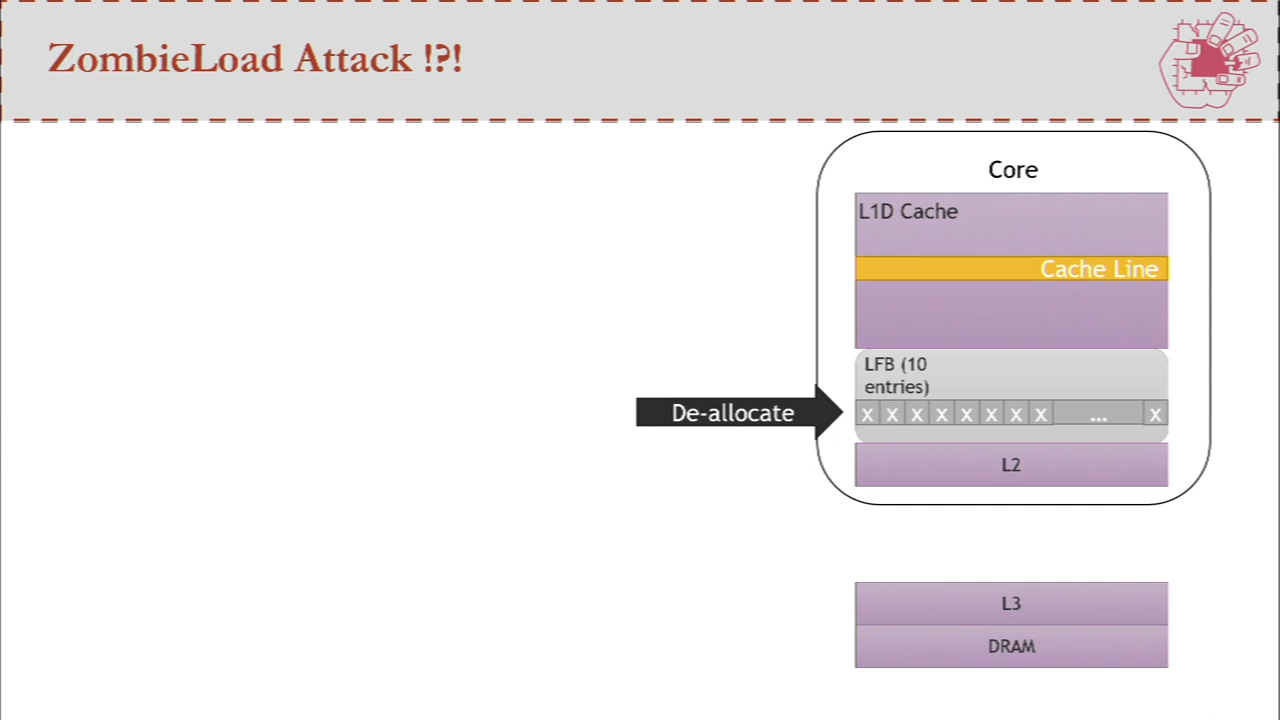 ZombieLoad Attack !?!
Core
L1D Cache
Cache Line
LFB (10
entries)
De-allocate
x x x x x x x x ... x
L2
L3
DRAM